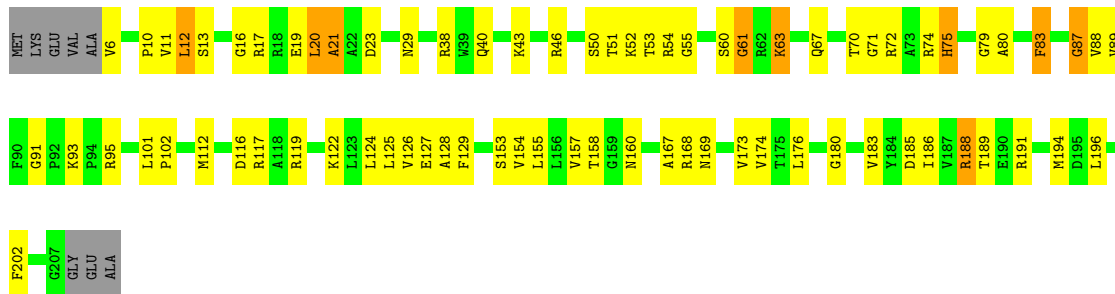 MET LYS GLU VAL ALA V6 P10 V11 L12 S13 G16 R17 R18 E19 L20 A21 A22 D23 N29 R38 W39 Q40 K43 R46 S50 T51 K52 T53 R54 G55 S60 G61 R62 K63 Q67 T70 G71 R72 A73 R74 H75 G79 A80 F83 G87 V88 V89
F90 G91 P92 K93 P94 R95 L101 P102 M112 D116 R117 A118 R119 K122 L123 L124 L125 V126 E127 A128 F129 S153 V154 L155 L156 V157 T158 G159 N160 A167 R168 N169 V173 V174 T175 L176 G180 V183 Y184 D185 I186 V187 R188 T189 E190 R191 M194 D195 L196
F202 G207 GLY GLU ALA